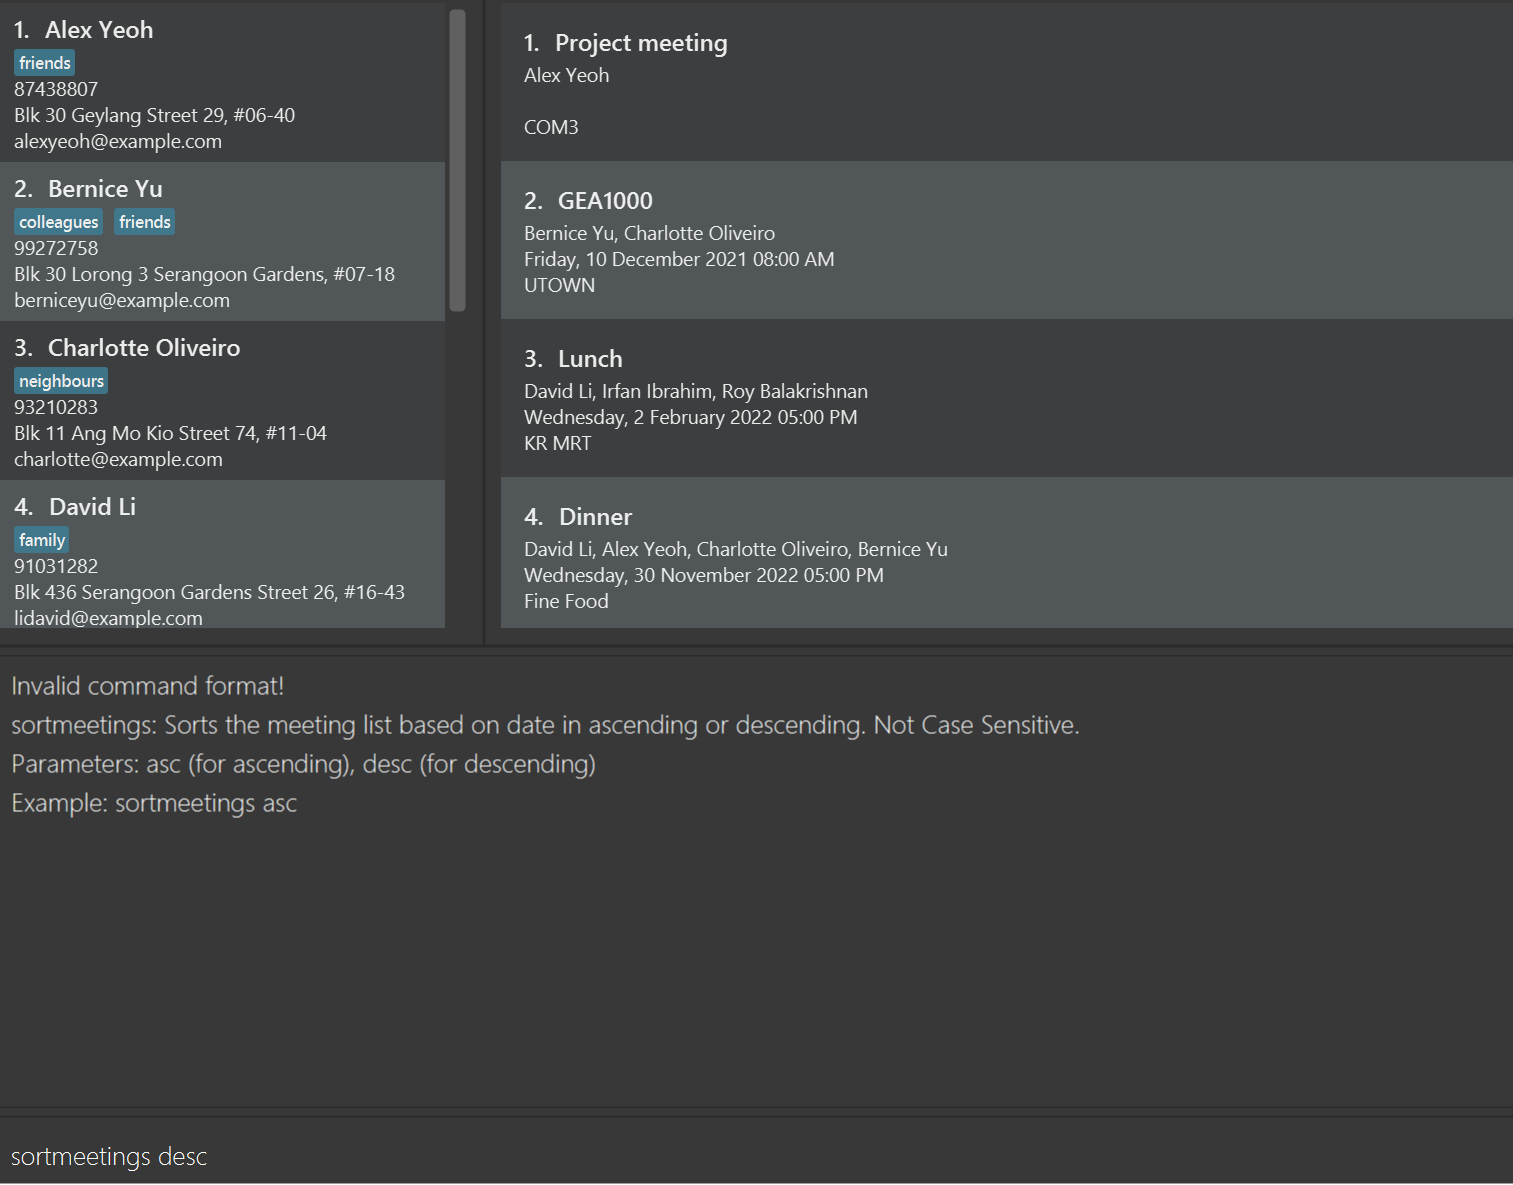 1. Alex Yeoh
friends
87438807
Blk 30 Geylang Street 29, #06-40
alexyeoh@example.com
2. Bernice Yu
colleagues friends
99272758
Blk 30 Lorong 3 Serangoon Gardens, #07-18
berniceyu@example.com
3. Charlotte Oliveiro
neighbours
93210283
Blk 11 Ang Mo Kio Street 74, #11-04
charlotte@example.com
4. David Li
family
91031282
Blk 436 Serangoon Gardens Street 26, #16-43
lidavid@example.com
1. Project meeting
Alex Yeoh
COM3
2. GEA1000
Bernice Yu, Charlotte Oliveiro
Friday, 10 December 2021 08:00 AM
UTOWN
3. Lunch
David Li, Irfan Ibrahim, Roy Balakrishnan
Wednesday, 2 February 2022 05:00 PM
KR MRT
4. Dinner
David Li, Alex Yeoh, Charlotte Oliveiro, Bernice Yu
Wednesday, 30 November 2022 05:00 PM
Fine Food
Invalid command format!
sortmeetings: Sorts the meeting list based on date in ascending or descending. Not Case Sensitive.
Parameters: asc (for ascending), desc (for descending)
Example: sortmeetings asc
sortmeetings desc